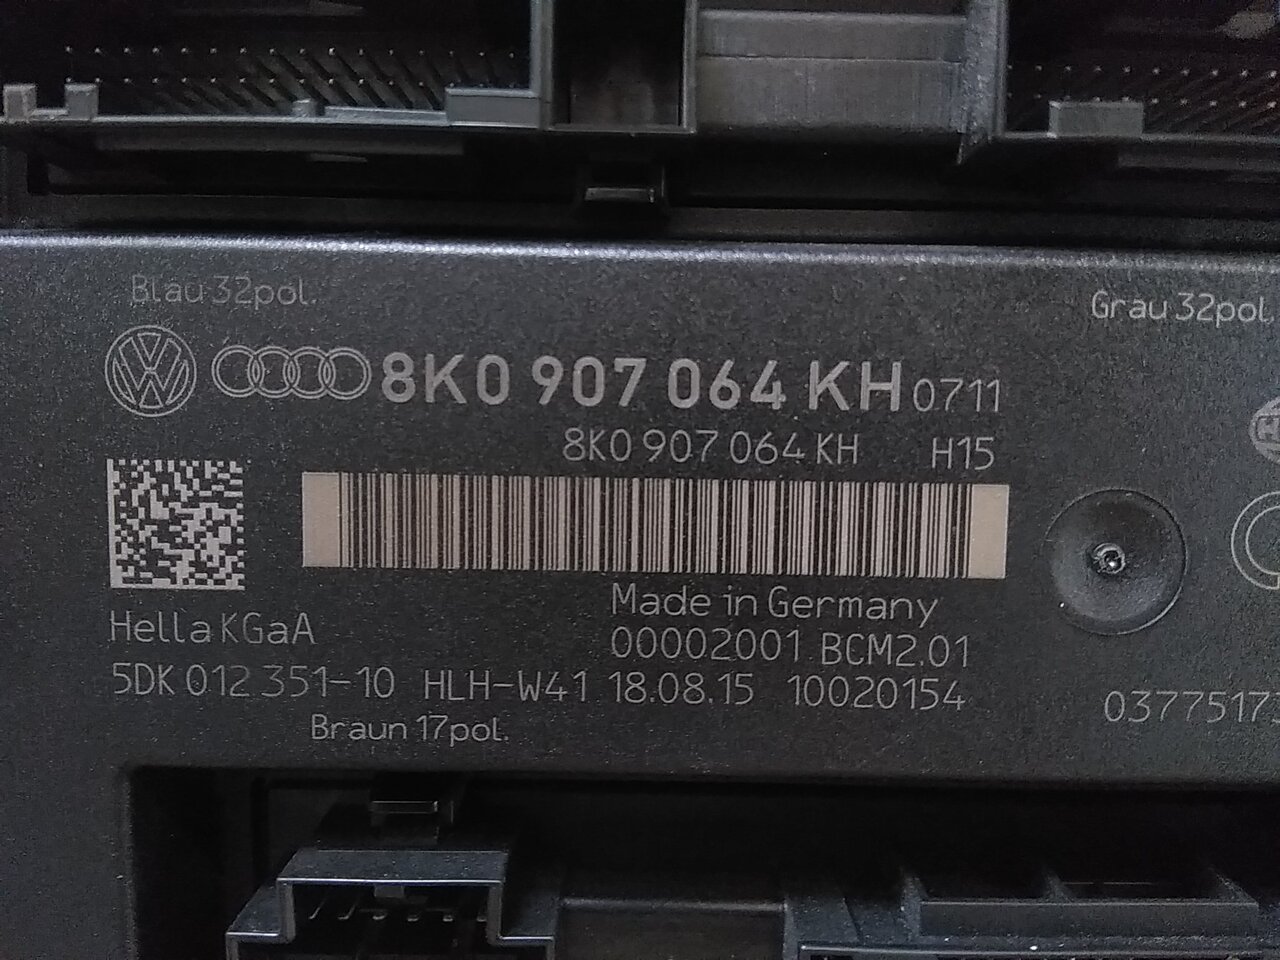 Blau 32pol.
Grau 32pol.
8K0 907 064 KH 0711
8K0 907 064 KH H15
Made in Germany
Hella KGaA
00002001 BCM2.01
5DK 012 351-10 HLH-W41 18.08.15 10020154
0377517
Braun 17pol.